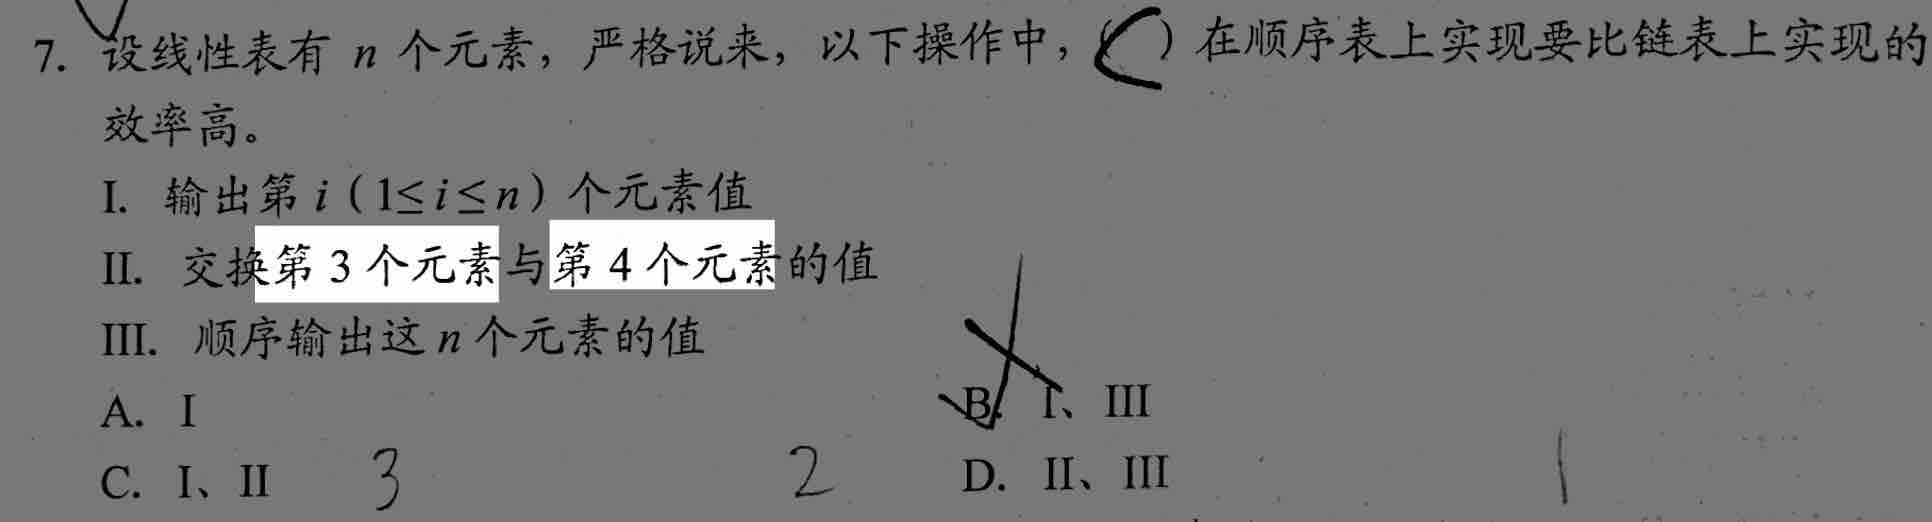 7. 设线性表有 n 个元素，严格说来，以下操作中，（C）在顺序表上实现要比链表上实现的
效率高。
I. 输出第 i（1≤i≤n）个元素值
II. 交换第 3 个元素与第 4 个元素的值
III. 顺序输出这 n 个元素的值
A. I B. I、III
C. I、II 3 2 D. II、III 1